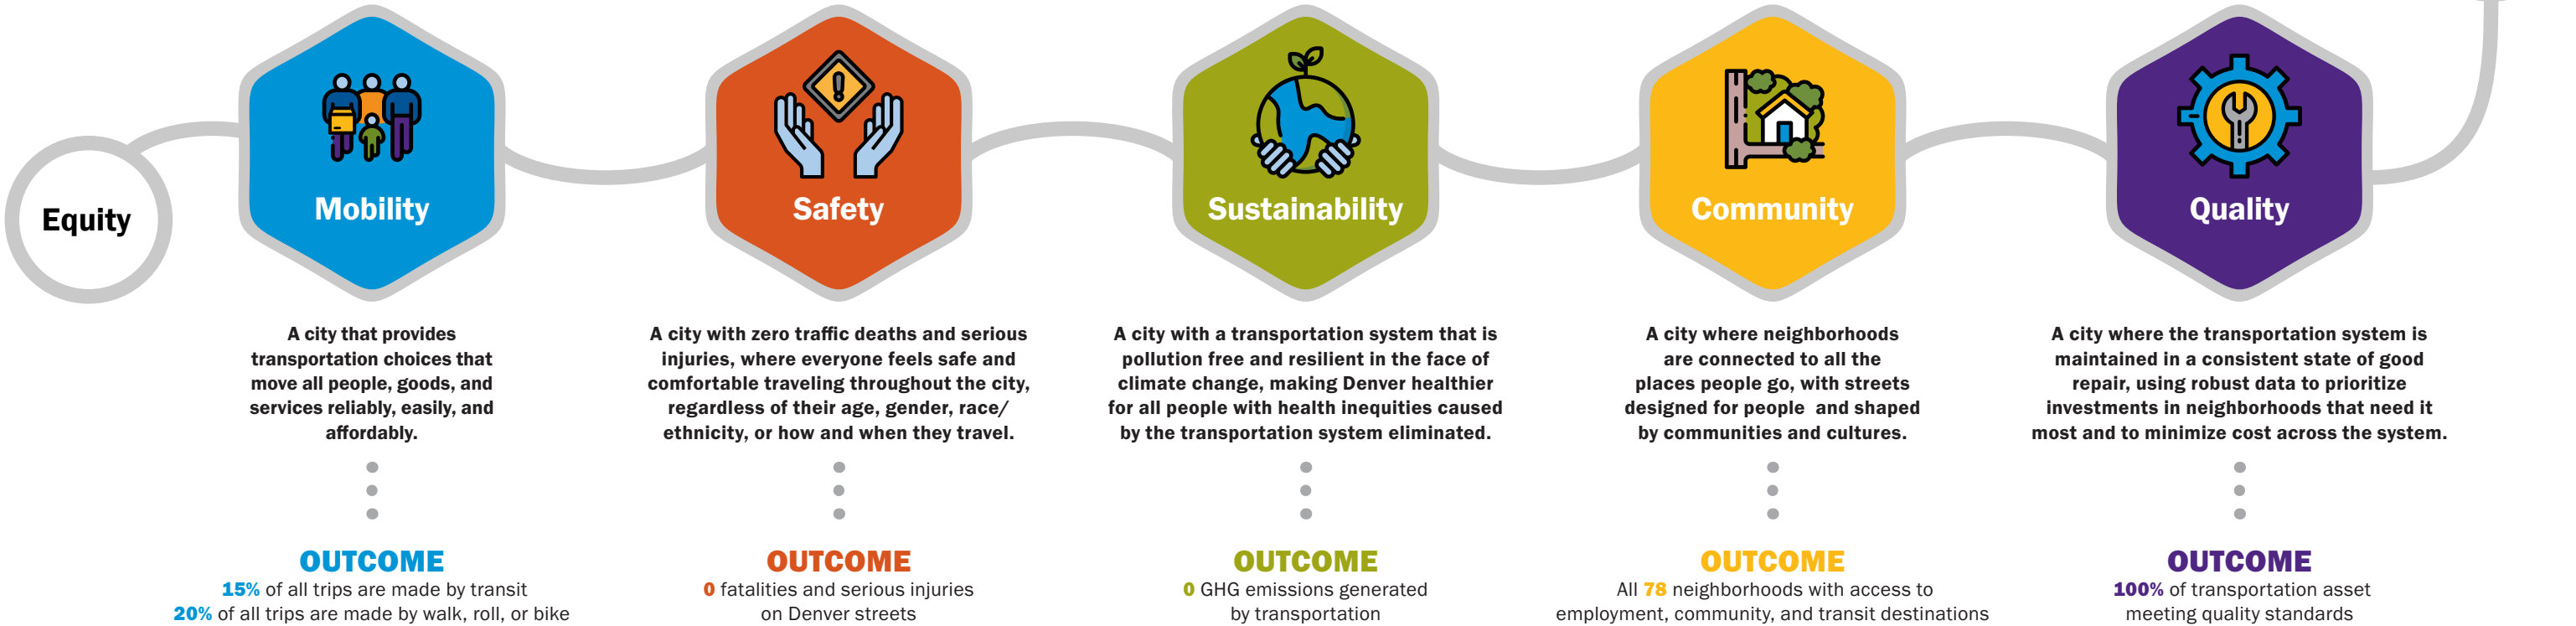 Equity
Mobility
A city that provides
transportation choices that
move all people, goods, and
services reliably, easily, and
affordably.
OUTCOME
15% of all trips are made by transit
20% of all trips are made by walk, roll, or bike
Safety
A city with zero traffic deaths and serious
injuries, where everyone feels safe and
comfortable traveling throughout the city,
regardless of their age, gender, race/
ethnicity, or how and when they travel.
OUTCOME
0 fatalities and serious injuries
on Denver streets
Sustainability
A city with a transportation system that is
pollution free and resilient in the face of
climate change, making Denver healthier
for all people with health inequities caused
by the transportation system eliminated.
OUTCOME
0 GHG emissions generated
by transportation
Community
A city where neighborhoods
are connected to all the
places people go, with streets
designed for people and shaped
by communities and cultures.
OUTCOME
All 78 neighborhoods with access to
employment, community, and transit destinations
Quality
A city where the transportation system is
maintained in a consistent state of good
repair, using robust data to prioritize
investments in neighborhoods that need it
most and to minimize cost across the system.
OUTCOME
100% of transportation asset
meeting quality standards